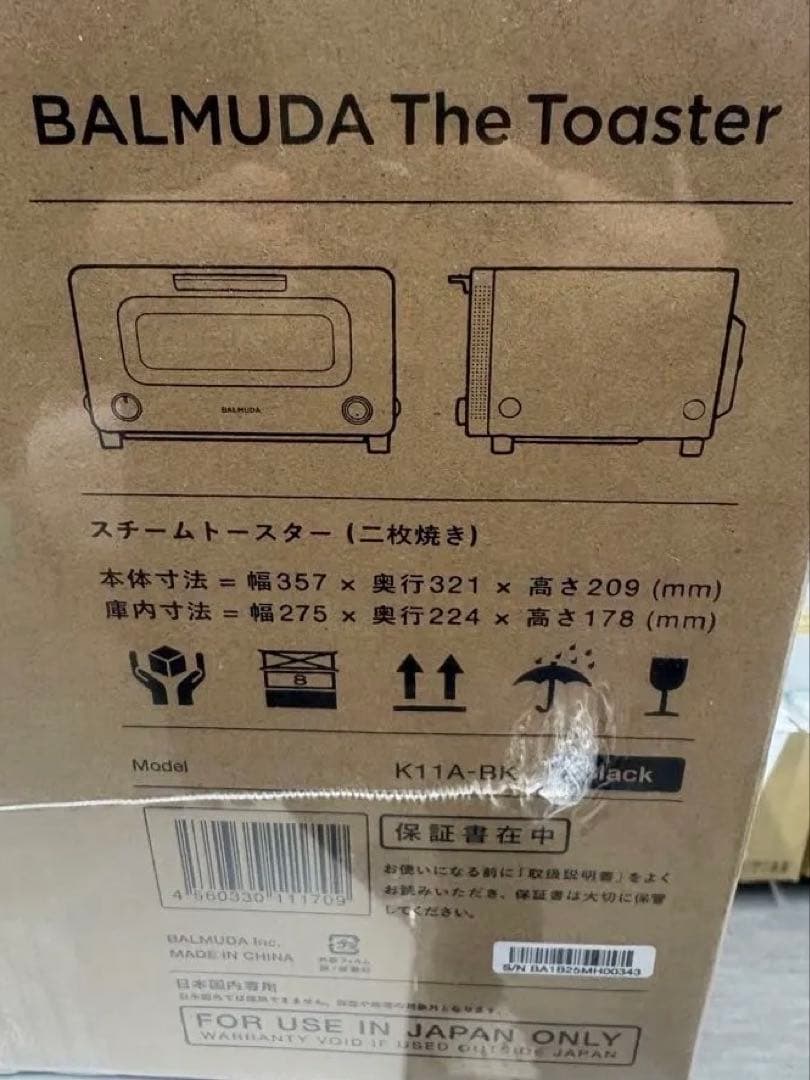 BALMUDA The Toaster
BALMUDA
スチームトースター (二枚焼き)
本体寸法 = 幅357 × 奥行321 × 高さ209 (mm)
庫内寸法 = 幅275 × 奥行224 × 高さ178 (mm)
8
Model K11A-BK Black
4 560330 111709
保証書在中
お使いになる前に「取扱説明書」をよく
お読みいただき、保証書は大切に保管
してください。
BALMUDA Inc.
MADE IN CHINA
S/N BA1B25MH00343
日本国内専用
FOR USE IN JAPAN ONLY
WARRANTY VOID IF USED OUTSIDE JAPAN